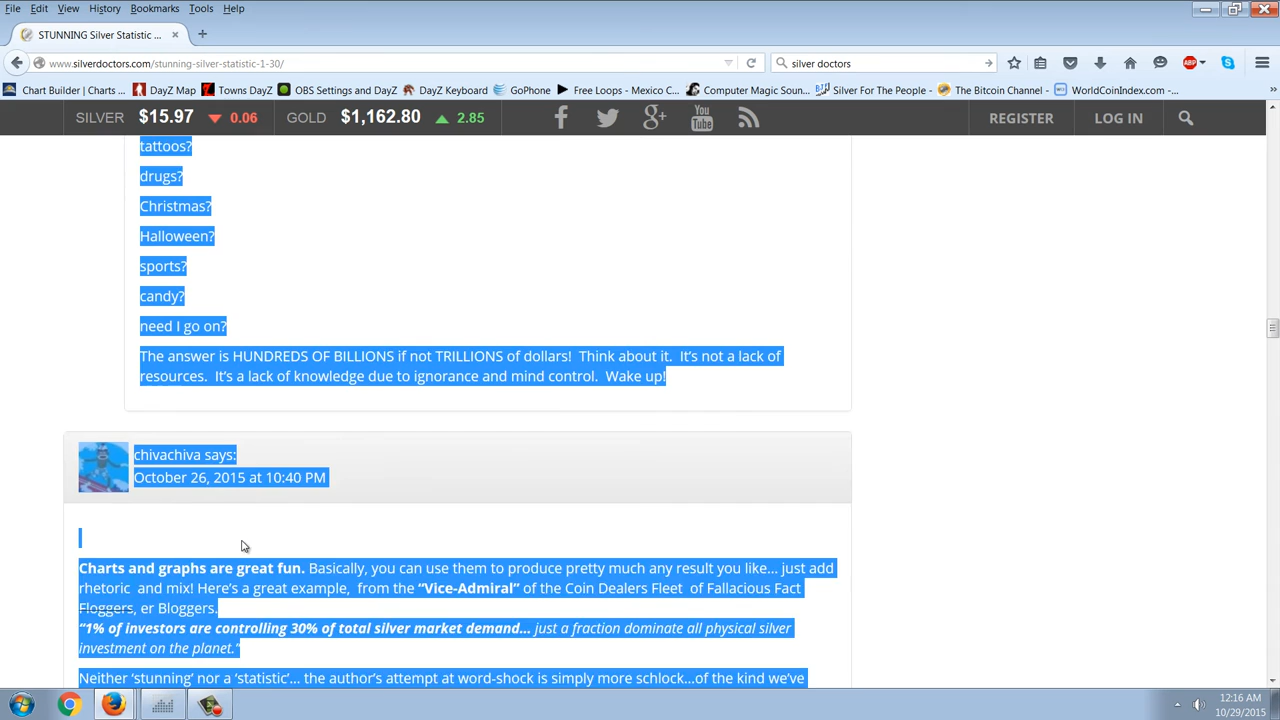 File Edit View History Bookmarks Tools Help
STUNNING Silver Statistic ...
www.silverdoctors.com/stunning-silver-statistic-1-30/
silver doctors
ABP
Chart Builder | Charts ... DayZ Map Towards DayZ OBS Settings and DayZ DayZ Keyboard GoPhone Free Loops - Mexico C... Computer Magic Soun... Silver For The People - The Bitcoin Channel - WorldCoinIndex.com - ...
SILVER $15.97 0.06 GOLD $1,162.80 2.85 You Tube REGISTER LOG IN
tattoos?
drugs?
Christmas?
Halloween?
sports?
candy?
need I go on?
The answer is HUNDREDS OF BILLIONS if not TRILLIONS of dollars! Think about it. It's not a lack of
resources. It's a lack of knowledge due to ignorance and mind control. Wake up!
chivachiva says:
October 26, 2015 at 10:40 PM
Charts and graphs are great fun. Basically, you can use them to produce pretty much any result you like... just add
rhetoric and mix! Here's a great example, from the "Vice-Admiral" of the Coin Dealers Fleet of Fallacious Fact
Floggers, er Bloggers.
"1% of investors are controlling 30% of total silver market demand... just a fraction dominate all physical silver
investment on the planet."
Neither 'stunning' nor a 'statistic'... the author's attempt at word-shock is simply more schlock...of the kind we've
12:16 AM
10/29/2015